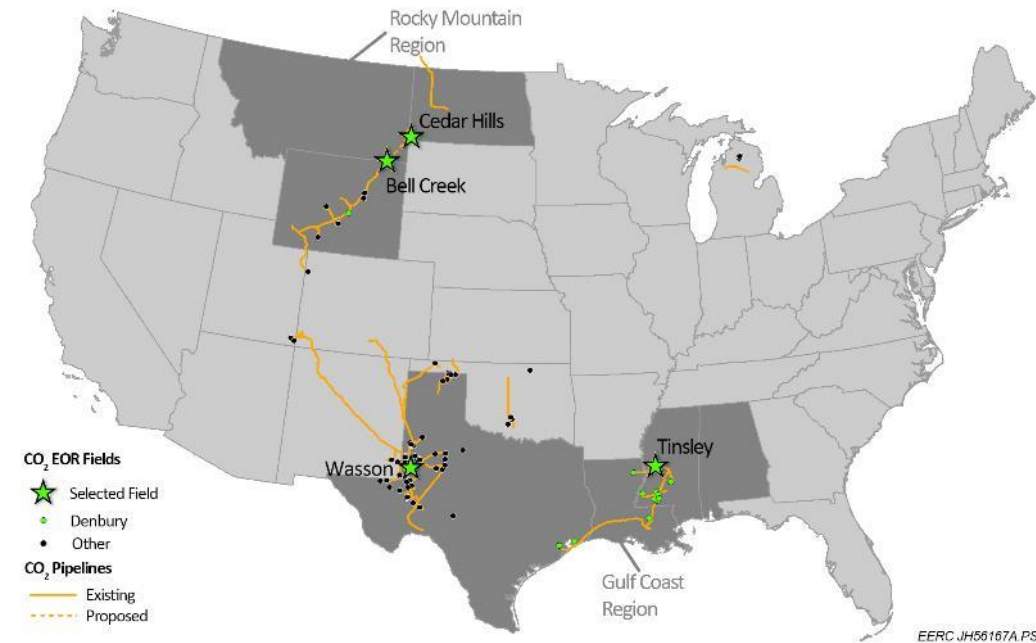 Rocky Mountain
Region
Cedar Hills
Bell Creek
Wasson
Tinsley
Gulf Coast
Region
CO₂ EOR Fields
Selected Field
Denbury
Other
CO₂ Pipelines
Existing
Proposed
EERC JH56167A.PS